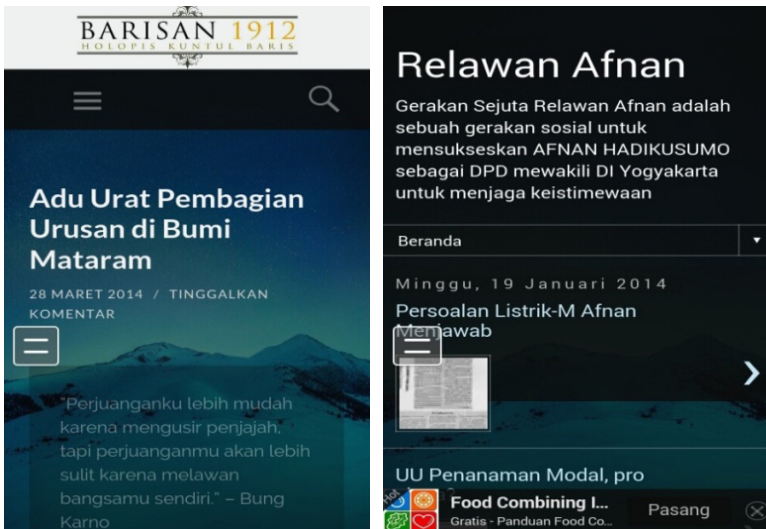 BARISAN 1912
HOLOPIS KUNTUL BARIS
Adu Urat Pembagian
Urusan di Bumi
Mataram
28 MARET 2014 / TINGGALKAN
KOMENTAR
"Perjuanganku lebih mudah
karena mengusir penjajah,
tapi perjuanganmu akan lebih
sulit karena melawan
bangsamu sendiri." – Bung
Karno
Relawan Afnan
Gerakan Sejuta Relawan Afnan adalah
sebuah gerakan sosial untuk
mensukseskan AFNAN HADIKUSUMO
sebagai DPD mewakili DI Yogyakarta
untuk menjaga keistimewaan
Beranda
Minggu, 19 Januari 2014
Persoalan Listrik-M Afnan
Menjawab
UU Penanaman Modal, pro
Hot
Food Combining I...
Gratis - Panduan Food Co...
Pasang